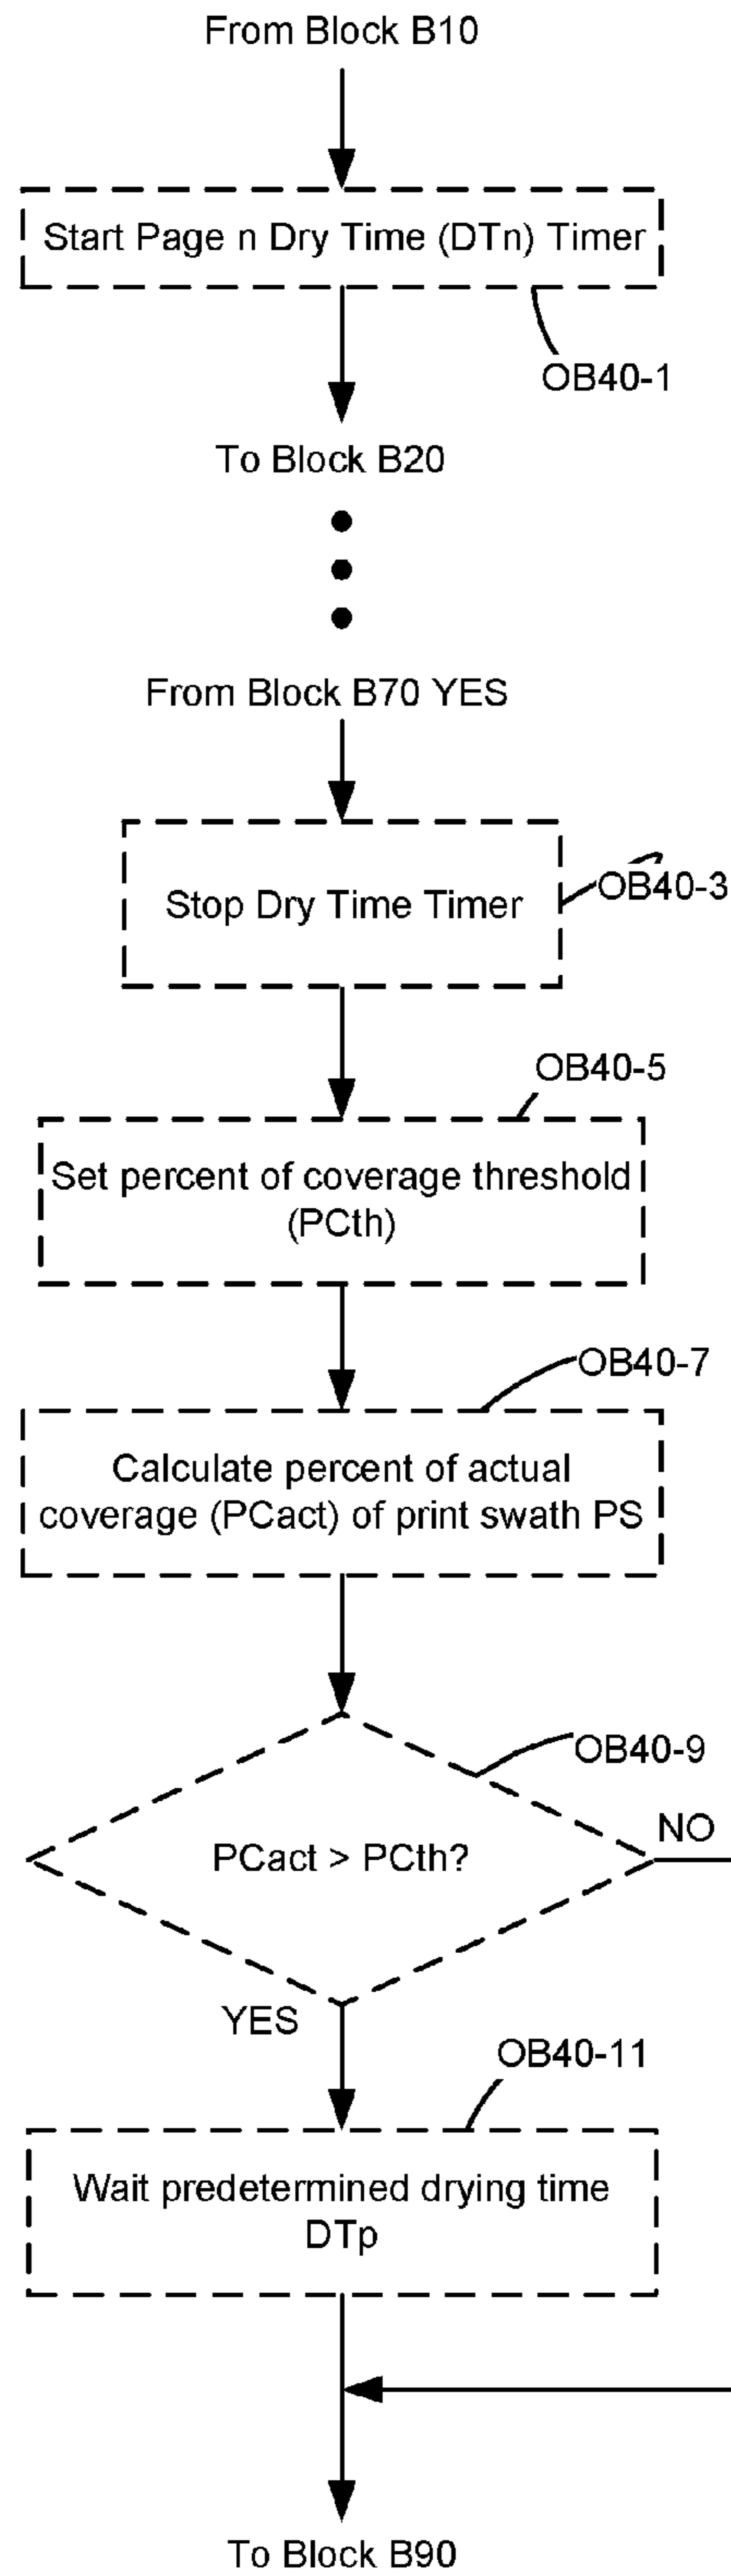 From Block B10
Start Page n Dry Time (DTn) Timer
OB40-1
To Block B20
From Block B70 YES
Stop Dry Time Timer
OB40-3
OB40-5
Set percent of coverage threshold
(PCth)
OB40-7
Calculate percent of actual
coverage (PCact) of print swath PS
OB40-9
PCact > PCth?
NO
YES
OB40-11
Wait predetermined drying time
DTp
To Block B90